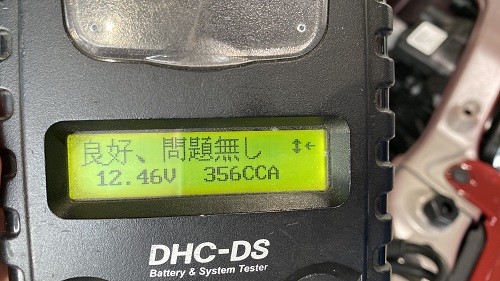 良好、問題無し ↕←
12.46V 356CCA
DHC-DS
Battery & System Tester